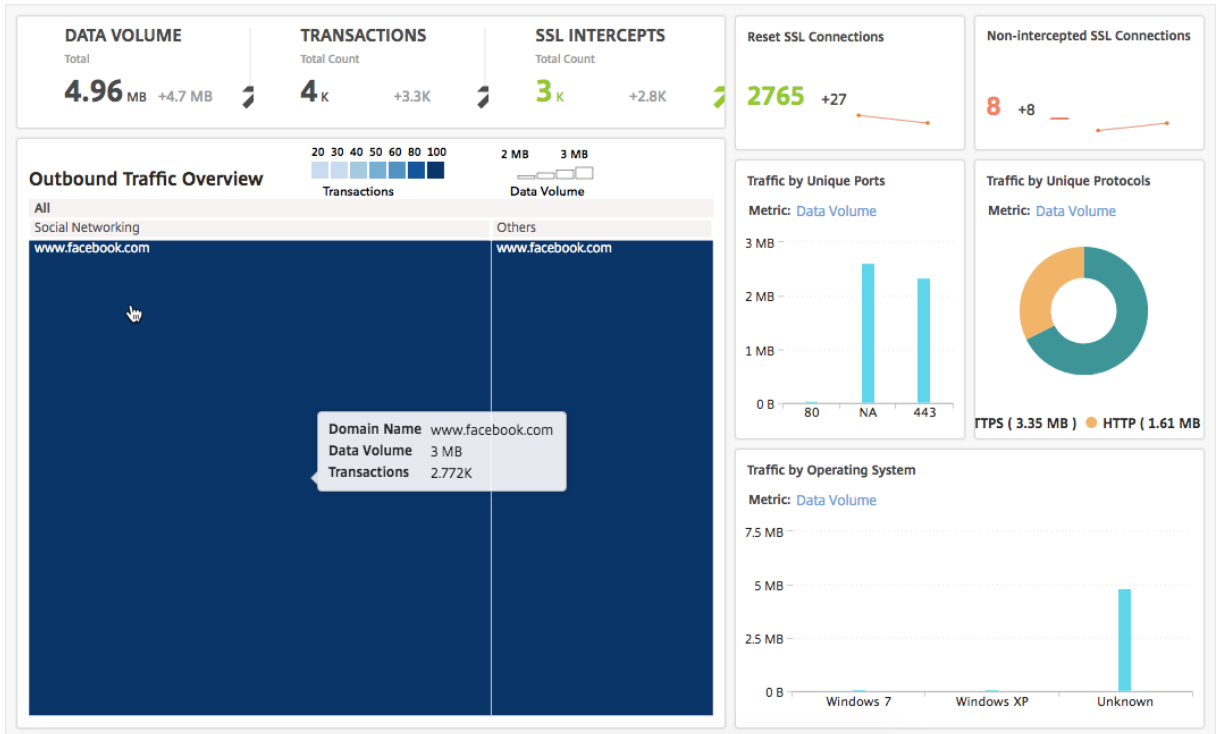 DATA VOLUME
Total
4.96 MB +4.7 MB
TRANSACTIONS
Total Count
4 K +3.3K
SSL INTERCEPTS
Total Count
3 K +2.8K
Reset SSL Connections
2765 +27
Non-intercepted SSL Connections
8 +8
Outbound Traffic Overview
20 30 40 50 60 80 100
Transactions
2 MB 3 MB
Data Volume
All
Social Networking Others
www.facebook.com www.facebook.com
Domain Name www.facebook.com
Data Volume 3 MB
Transactions 2.772K
Traffic by Unique Ports
Metric: Data Volume
3 MB
2 MB
1 MB
0 B
80 NA 443
Traffic by Unique Protocols
Metric: Data Volume
TTPS ( 3.35 MB ) HTTP ( 1.61 MB
Traffic by Operating System
Metric: Data Volume
7.5 MB
5 MB
2.5 MB
0 B
Windows 7 Windows XP Unknown